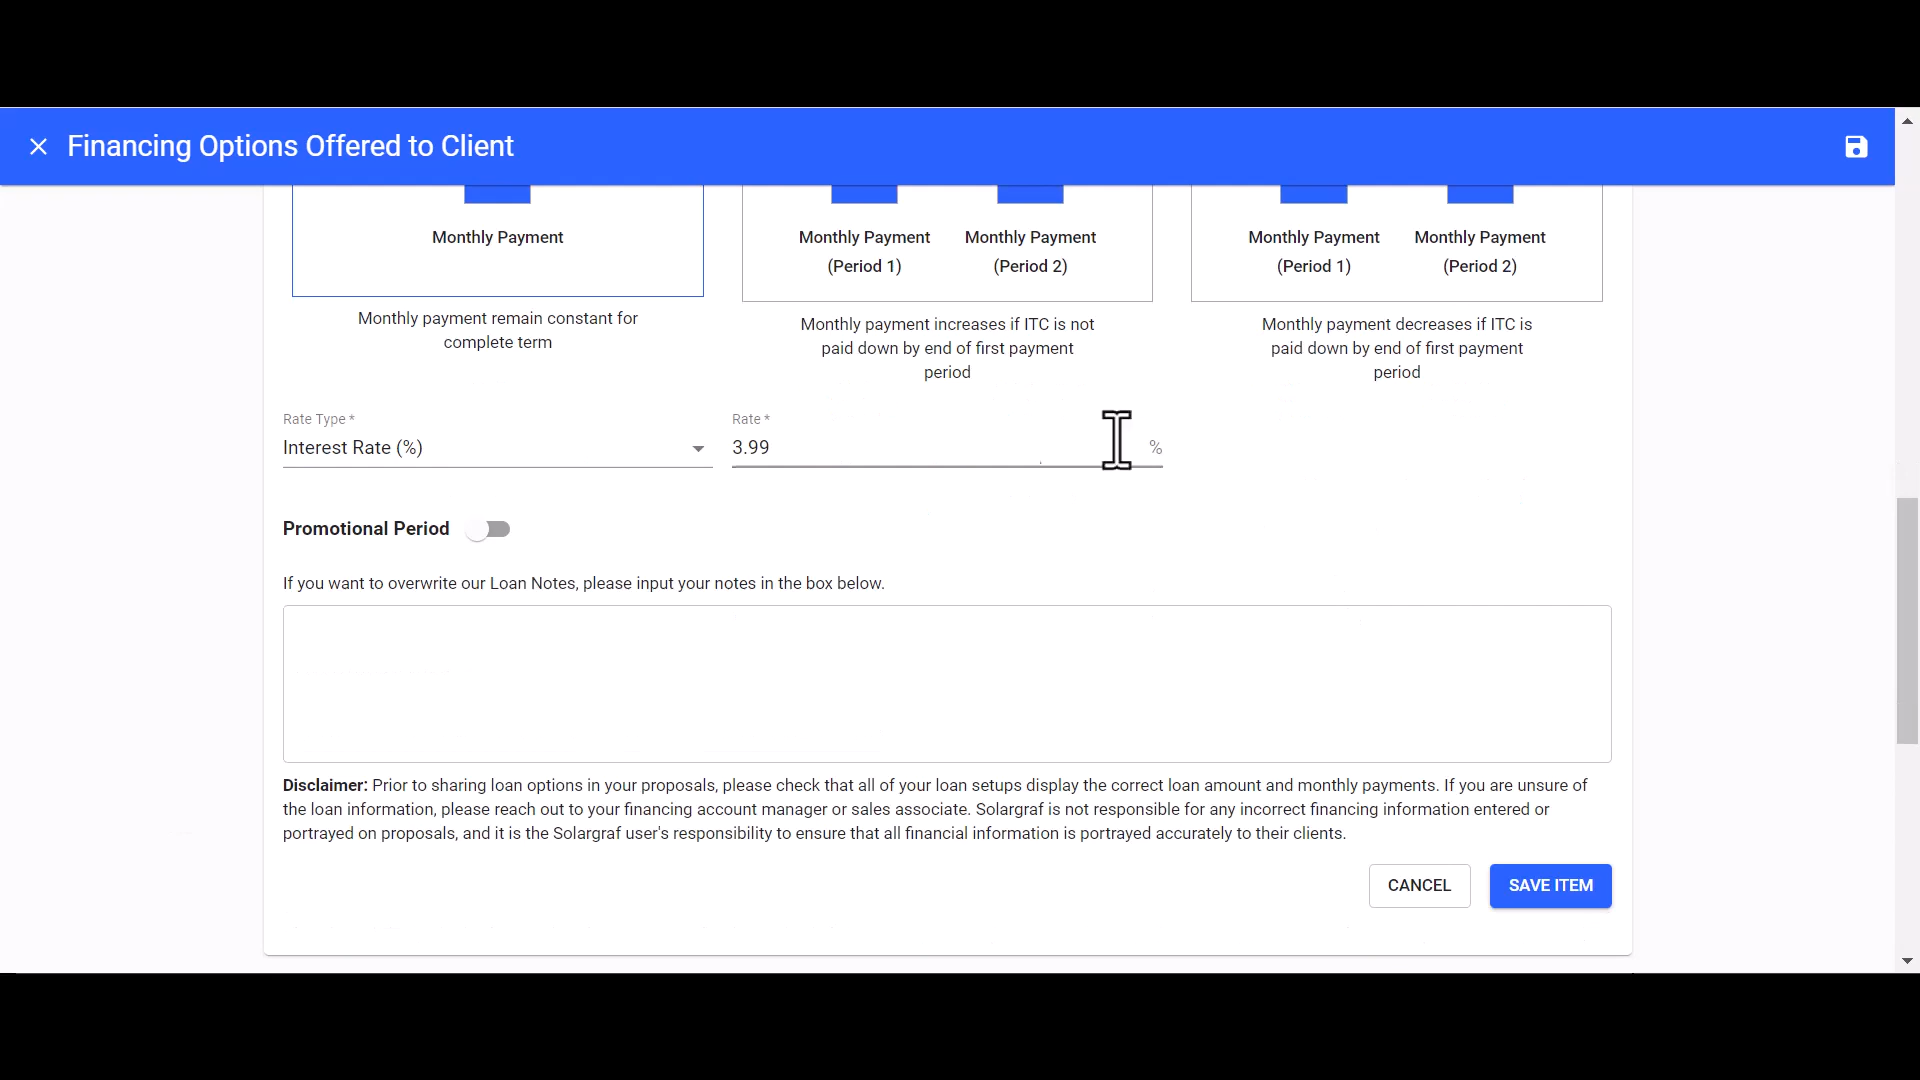 Financing Options Offered to Client
Monthly Payment
Monthly payment remain constant for
complete term
Monthly Payment
(Period 1)
Monthly Payment
(Period 2)
Monthly payment increases if ITC is not
paid down by end of first payment
period
Monthly Payment
(Period 1)
Monthly Payment
(Period 2)
Monthly payment decreases if ITC is
paid down by end of first payment
period
Rate Type *
Interest Rate (%)
Rate *
3.99
%
Promotional Period
If you want to overwrite our Loan Notes, please input your notes in the box below.
Disclaimer: Prior to sharing loan options in your proposals, please check that all of your loan setups display the correct loan amount and monthly payments. If you are unsure of
the loan information, please reach out to your financing account manager or sales associate. Solargraf is not responsible for any incorrect financing information entered or
portrayed on proposals, and it is the Solargraf user's responsibility to ensure that all financial information is portrayed accurately to their clients.
CANCEL
SAVE ITEM